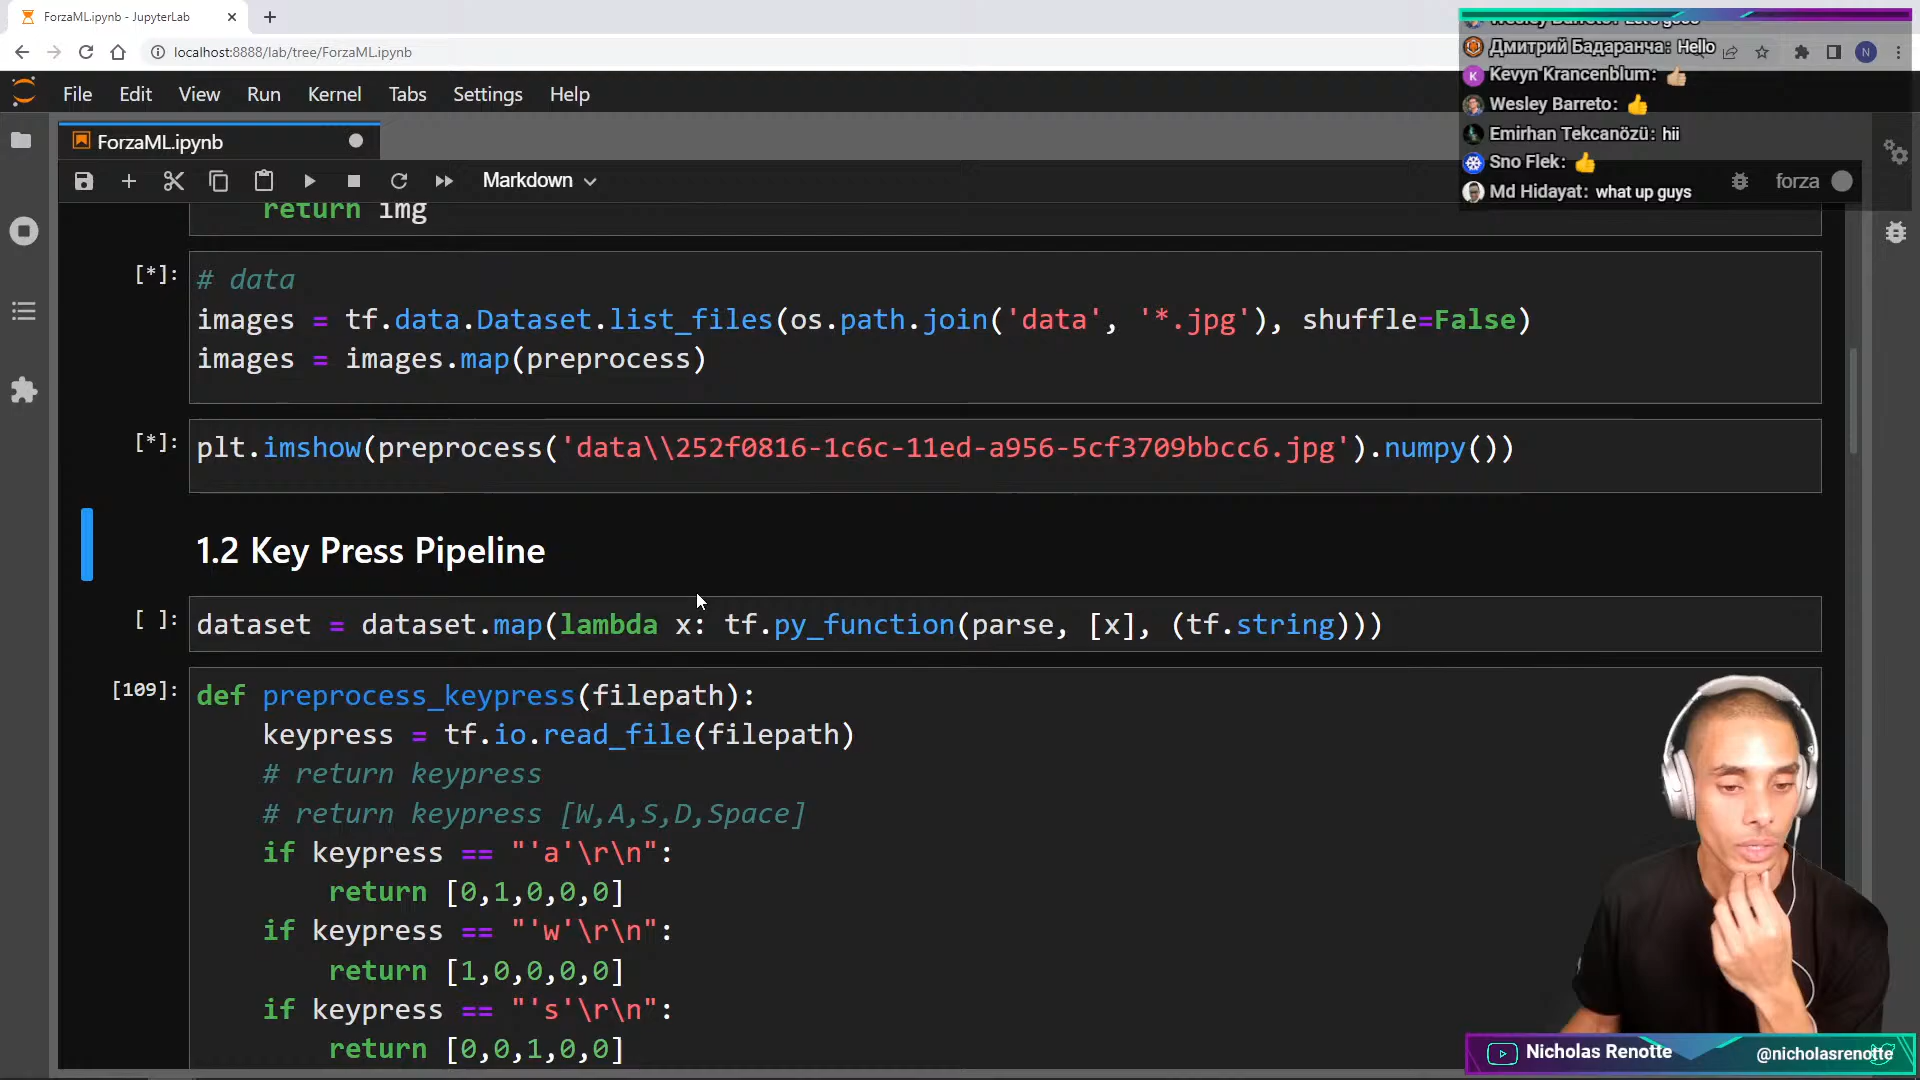 ForzaML.ipynb - JupyterLab
localhost:8888/lab/tree/ForzaML.ipynb
N
Wesley Barreto: Let's gooo
Дмитрий Бадаранча: Hello
K Kevyn Krancenblum: 👍🏼
Wesley Barreto: 👍
Emirhan Tekcanözü: hii
Sno Flek: 👍
Md Hidayat: what up guys
File Edit View Run Kernel Tabs Settings Help
ForzaML.ipynb
Markdown
forza
return img
[*]:
# data
images = tf.data.Dataset.list_files(os.path.join('data', '*.jpg'), shuffle=False)
images = images.map(preprocess)
[*]:
plt.imshow(preprocess('data\\252f0816-1c6c-11ed-a956-5cf3709bbcc6.jpg').numpy())
1.2 Key Press Pipeline
[ ]:
dataset = dataset.map(lambda x: tf.py_function(parse, [x], (tf.string)))
[109]:
def preprocess_keypress(filepath):
keypress = tf.io.read_file(filepath)
# return keypress
# return keypress [W,A,S,D,Space]
if keypress == "'a'\r\n":
return [0,1,0,0,0]
if keypress == "'w'\r\n":
return [1,0,0,0,0]
if keypress == "'s'\r\n":
return [0,0,1,0,0]
Nicholas Renotte
@nicholasrenotte